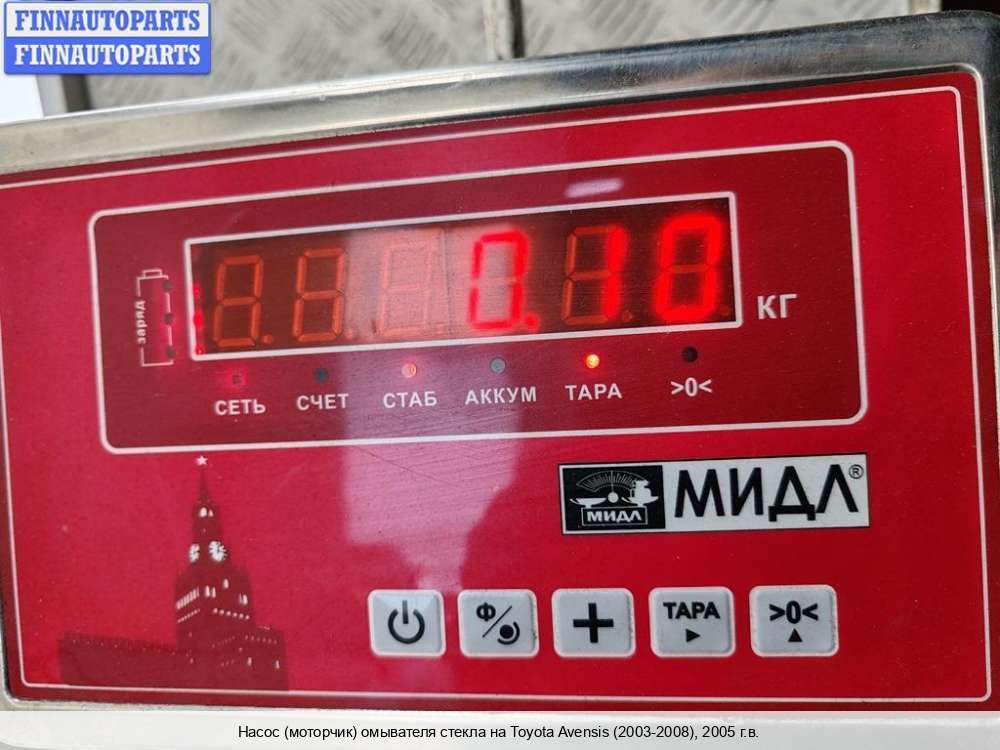 FINNAUTOPARTS
FINNAUTOPARTS
заряд
0.10
КГ
СЕТЬ СЧЕТ СТАБ АККУМ ТАРА >0<
МИДЛ МИДЛ®
Ф/ + ТАРА >0<
Насос (моторчик) омывателя стекла на Toyota Avensis (2003-2008), 2005 г.в.